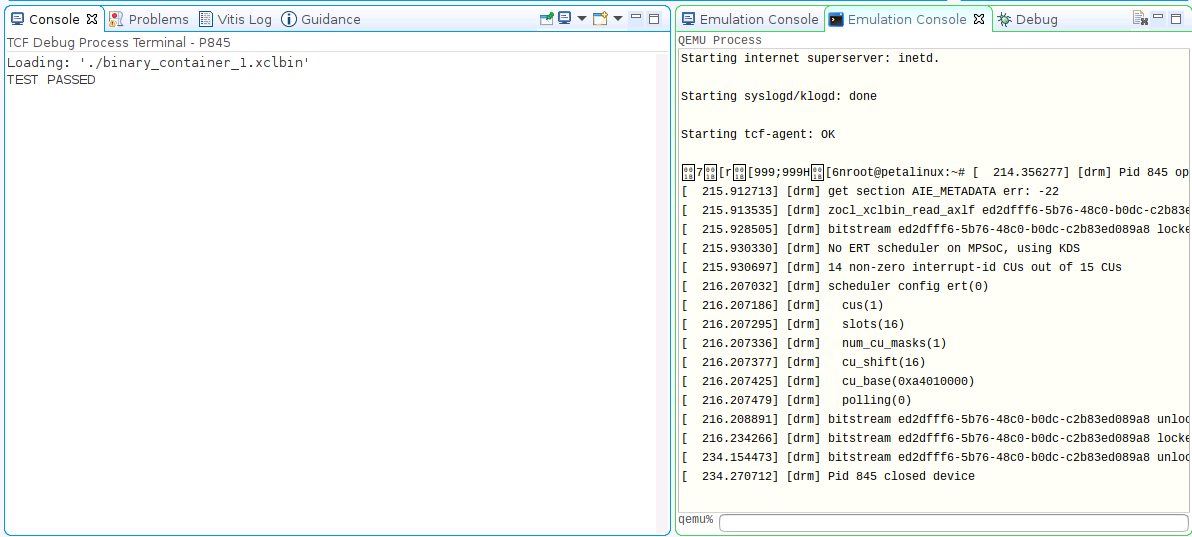 Console Problems Vitis Log Guidance
TCF Debug Process Terminal - P845
Loading: './binary_container_1.xclbin'
TEST PASSED
Emulation Console Emulation Console Debug
QEMU Process
Starting internet superserver: inetd.
Starting syslogd/klogd: done
Starting tcf-agent: OK
001B7001B[r001B[999;999H001B[6nroot@petalinux:~# [  214.356277] [drm] Pid 845 op
[  215.912713] [drm] get section AIE_METADATA err: -22
[  215.913535] [drm] zocl_xclbin_read_axlf ed2dfff6-5b76-48c0-b0dc-c2b83e
[  215.928505] [drm] bitstream ed2dfff6-5b76-48c0-b0dc-c2b83ed089a8 locke
[  215.930330] [drm] No ERT scheduler on MPSoC, using KDS
[  215.930697] [drm] 14 non-zero interrupt-id CUs out of 15 CUs
[  216.207032] [drm] scheduler config ert(0)
[  216.207186] [drm]   cus(1)
[  216.207295] [drm]   slots(16)
[  216.207336] [drm]   num_cu_masks(1)
[  216.207377] [drm]   cu_shift(16)
[  216.207425] [drm]   cu_base(0xa4010000)
[  216.207479] [drm]   polling(0)
[  216.208891] [drm] bitstream ed2dfff6-5b76-48c0-b0dc-c2b83ed089a8 unloc
[  216.234266] [drm] bitstream ed2dfff6-5b76-48c0-b0dc-c2b83ed089a8 locke
[  234.154473] [drm] bitstream ed2dfff6-5b76-48c0-b0dc-c2b83ed089a8 unloc
[  234.270712] [drm] Pid 845 closed device
qemu%